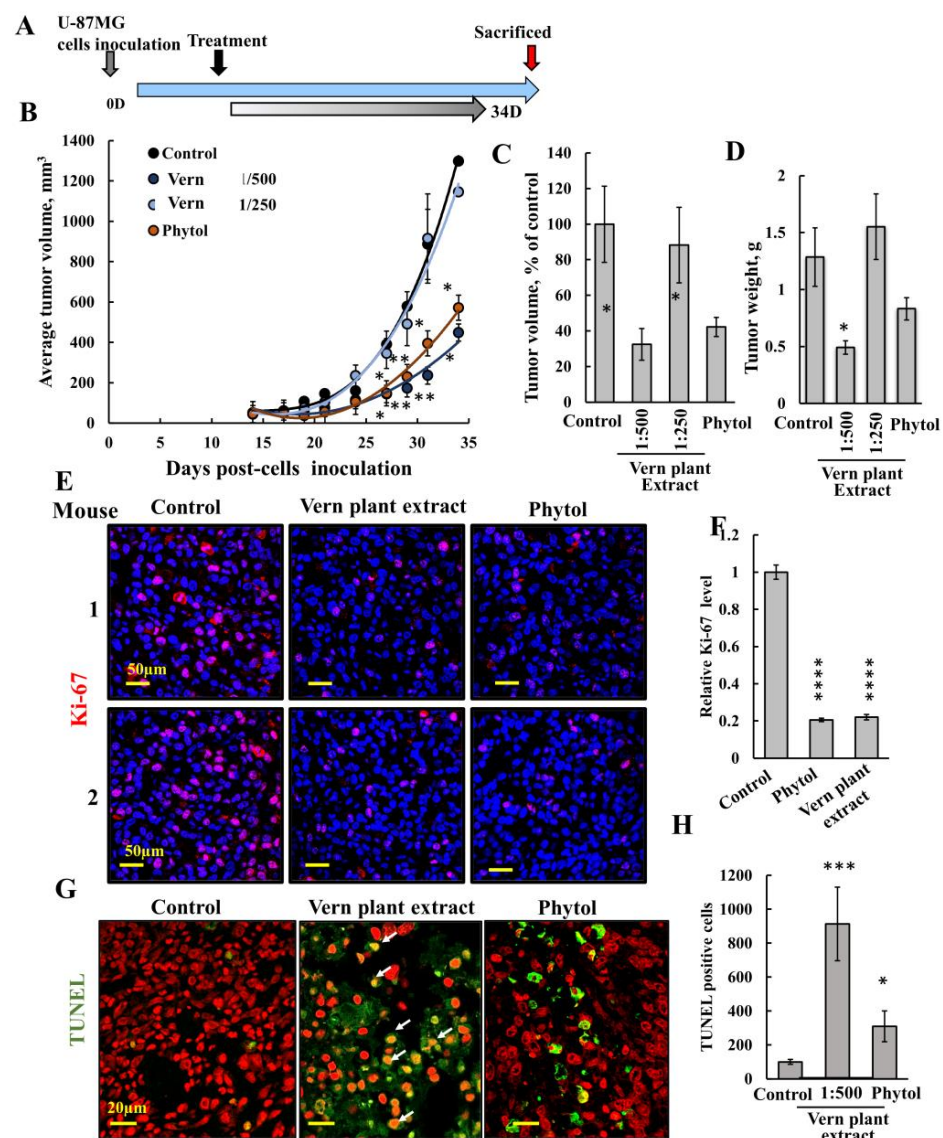 A
U-87MG
cells inoculation
Treatment
Sacrificed
0D
34D
B
Average tumor volume, mm³
1400
1200
1000
800
600
400
200
0
Control
Vern 1/500
Vern 1/250
Phytol
*
*
*
*
* *
*
* *
* *
*
0 5 10 15 20 25 30 35
Days post-cells inoculation
C
Tumor volume, % of control
140
120
100
80
60
40
20
0
*
*
Control
1:500
1:250
Phytol
Vern plant
Extract
D
Tumor weight, g
2
1.5
1
0.5
0
*
Control
1:500
1:250
Phytol
Vern plant
Extract
E
Mouse
Control
Vern plant extract
Phytol
Ki-67
1
50μm
2
50μm
F
Relative Ki-67 level
1.2
1
0.8
0.6
0.4
0.2
0
****
****
Control
Phytol
Vern plant
extract
G
Control
Vern plant extract
Phytol
TUNEL
20μm
H
TUNEL positive cells
1200
1000
800
600
400
200
0
***
*
Control
1:500
Phytol
Vern plant
extract